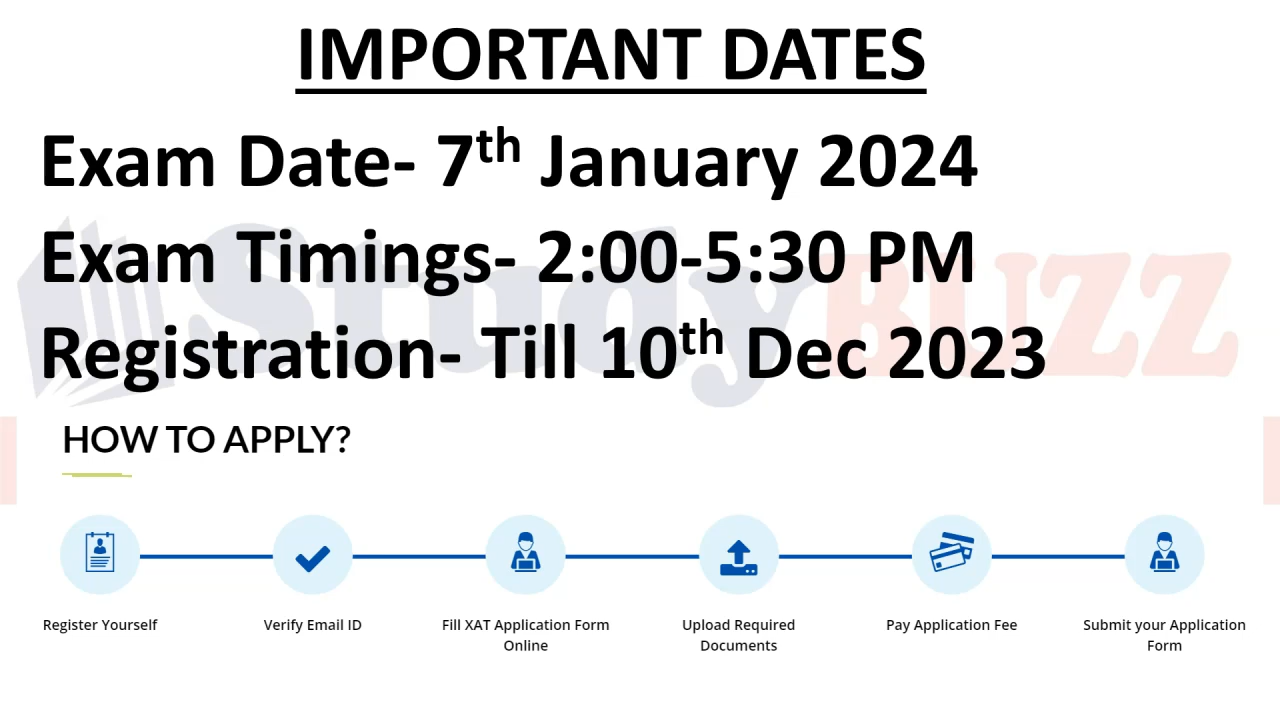 IMPORTANT DATES
Exam Date- 7th January 2024
Exam Timings- 2:00-5:30 PM
Registration- Till 10th Dec 2023
StudyBUZZ
HOW TO APPLY?
Register Yourself
Verify Email ID
Fill XAT Application Form
Online
Upload Required
Documents
Pay Application Fee
Submit your Application
Form